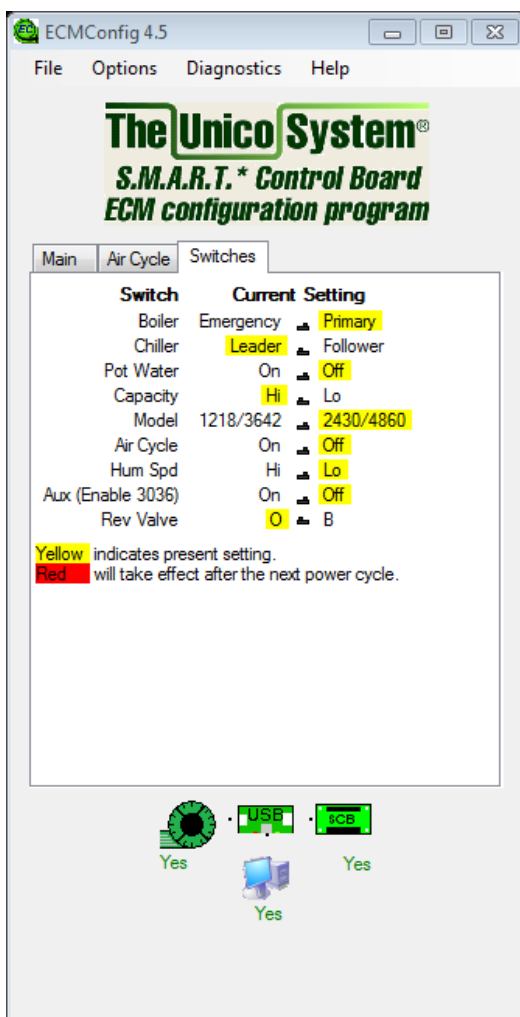 ECMConfig 4.5
File Options Diagnostics Help
The Unico System®
S.M.A.R.T.* Control Board
ECM configuration program
Main Air Cycle Switches
Switch Current Setting
Boiler Emergency Primary
Chiller Leader Follower
Pot Water On Off
Capacity Hi Lo
Model 1218/3642 2430/4860
Air Cycle On Off
Hum Spd Hi Lo
Aux (Enable 3036) On Off
Rev Valve O B
Yellow indicates present setting.
Red will take effect after the next power cycle.
USB SCB
Yes Yes
Yes